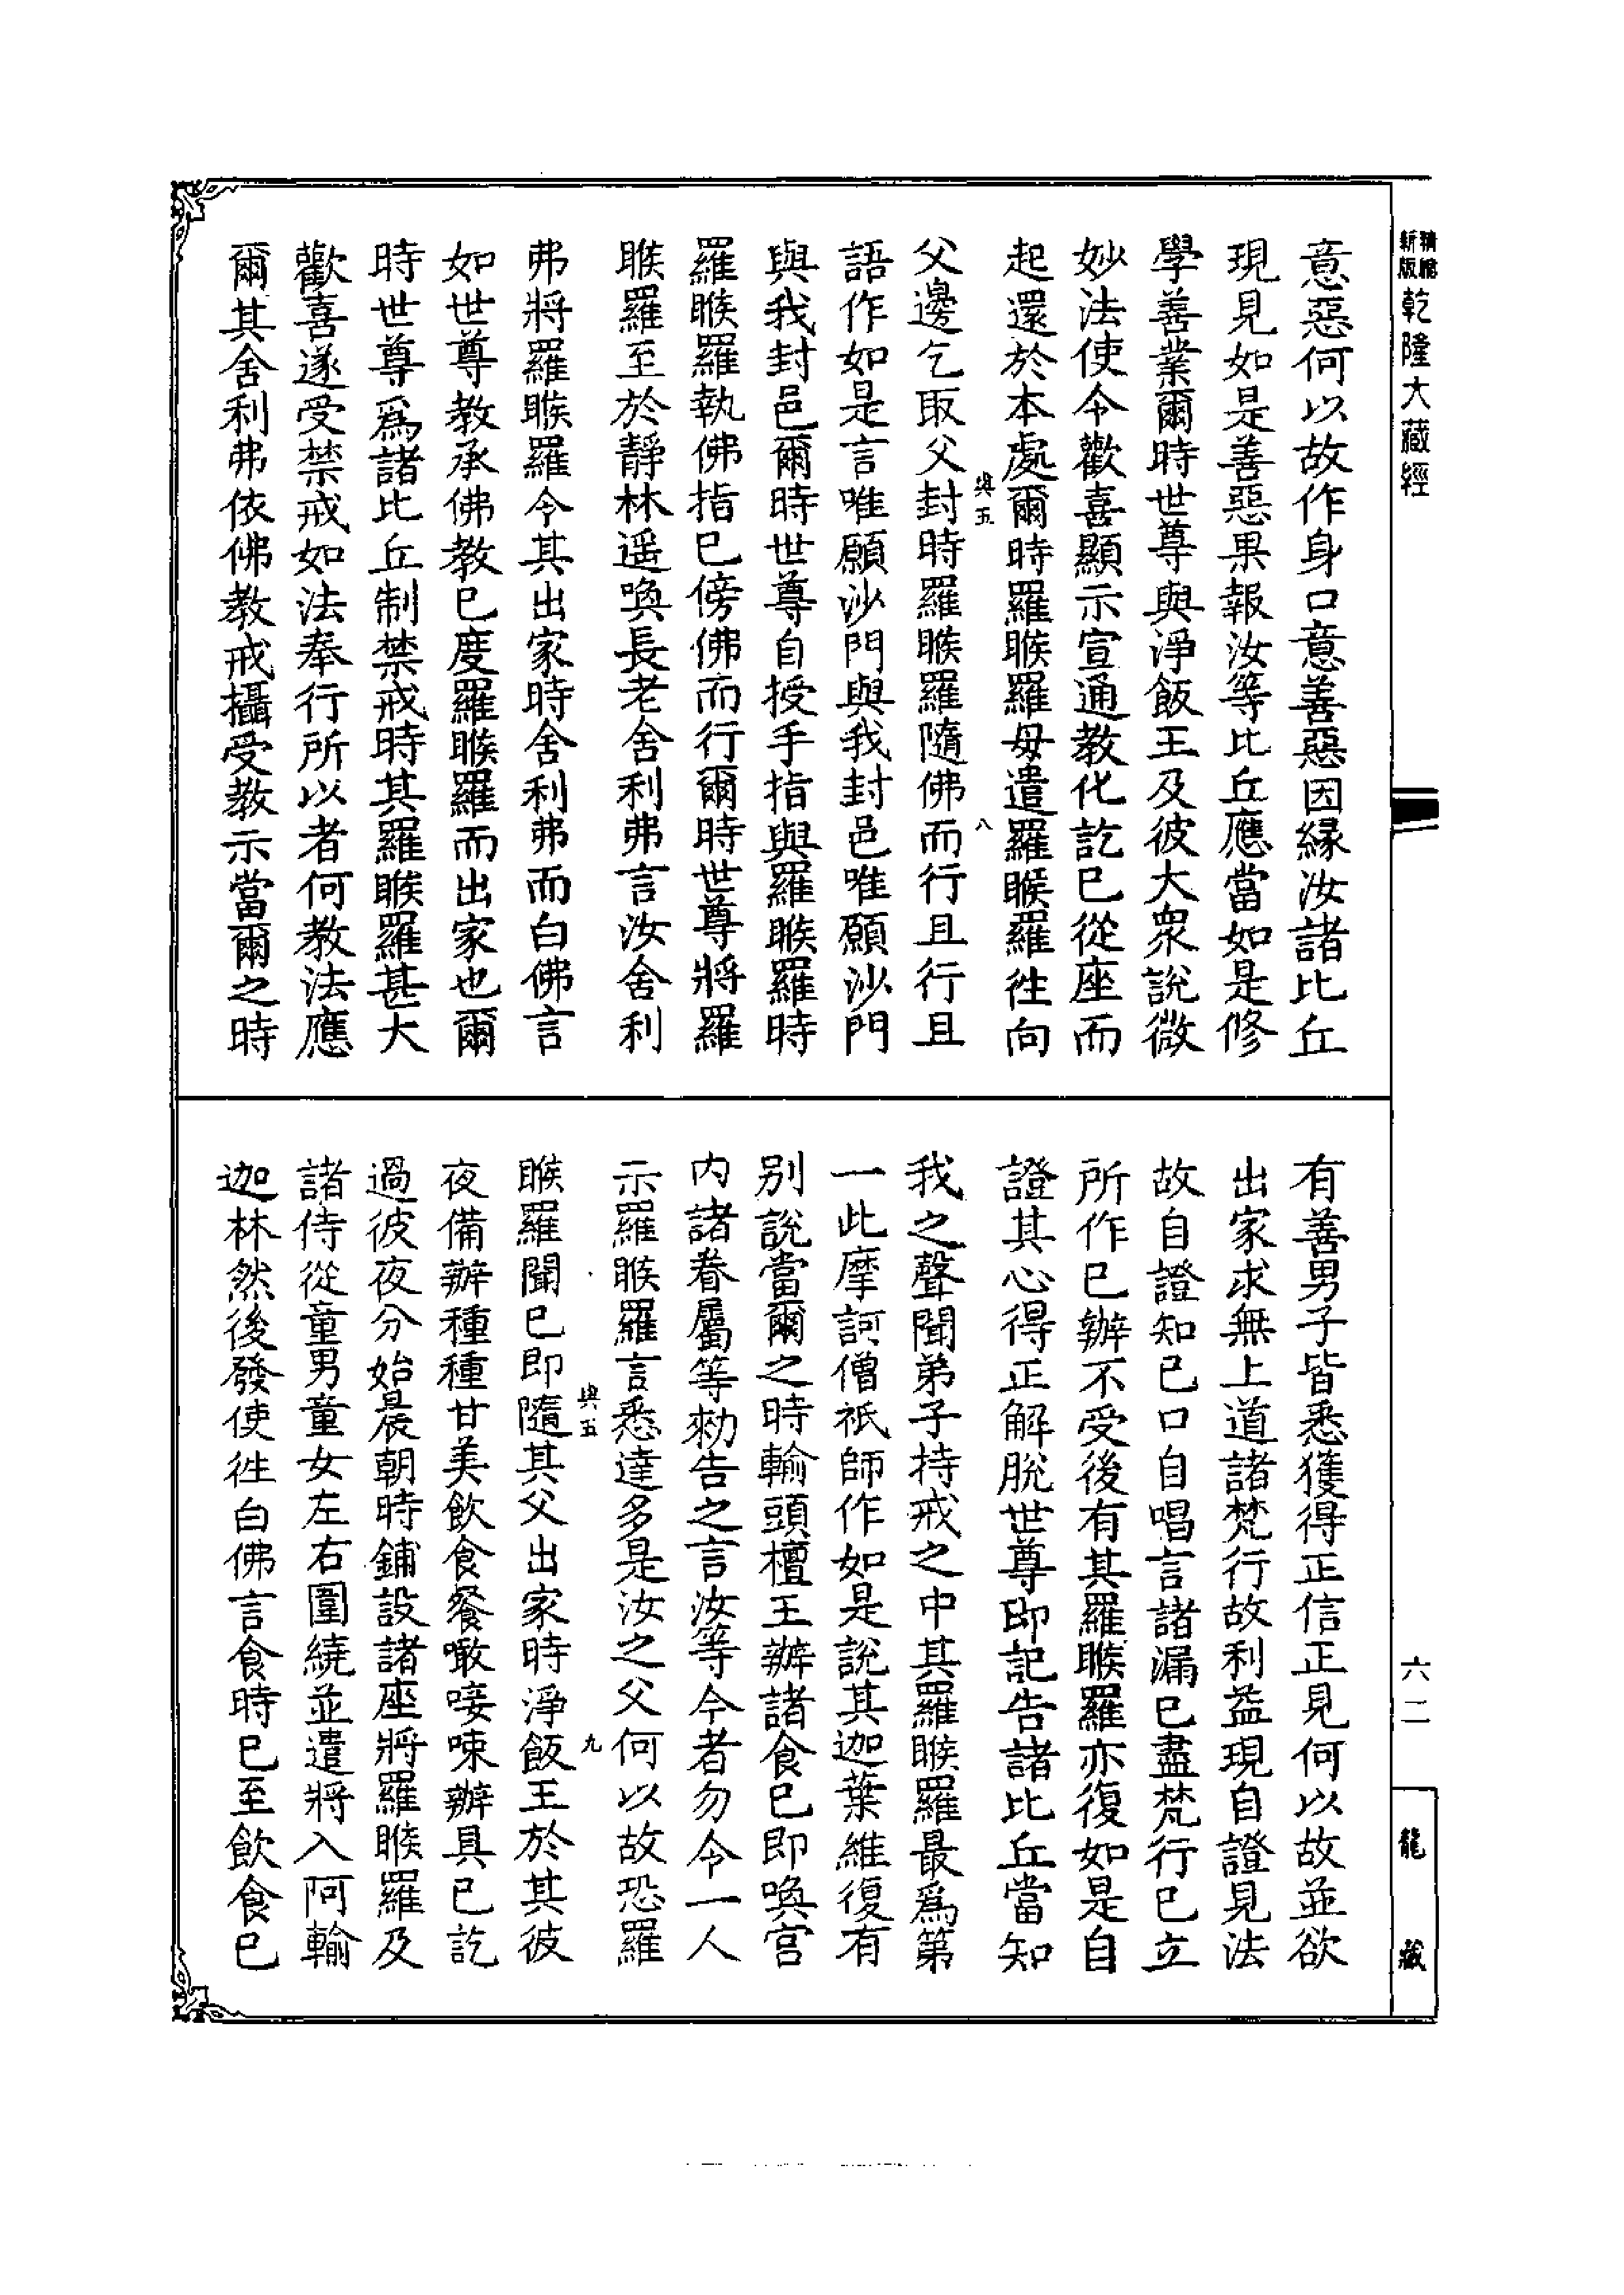 乾隆大藏經
意惡何以故作身口意善惡因緣汝諸比丘
現見如是善惡果報汝等比丘應當如是修
學善業爾時世尊與淨飯王及彼大眾說微
妙法使令歡喜顯示宣通教化訖已從座而
起還於本處爾時羅睺羅母遣羅睺羅往向
與五 八
父邊乞取父封時羅睺羅隨佛而行且行且
語作如是言唯願沙門與我封邑唯願沙門
與我封邑爾時世尊自授手指與羅睺羅時
羅睺羅執佛指已傍佛而行爾時世尊將羅
睺羅至於靜林遥喚長老舍利弗言汝舍利
弗將羅睺羅令其出家時舍利弗而白佛言
如世尊教承佛教已度羅睺羅而出家也爾
時世尊爲諸比丘制禁戒時其羅睺羅甚大
歡喜遂受禁戒如法奉行所以者何教法應
爾其舍利弗依佛教戒攝受教示當爾之時
有善男子皆悉獲得正信正見何以故並欲
出家求無上道諸梵行故利益現自證見法
故自證知已口自唱言諸漏已盡梵行已立
所作已辦不受後有其羅睺羅亦復如是自
證其心得正解脫世尊即記告諸比丘當知
我之聲聞弟子持戒之中其羅睺羅最爲第
一此摩訶僧祇師作如是說其迦葉維復有
別說當爾之時輸頭檀王辦諸食已即喚宮
內諸眷屬等勑告之言汝等今者勿令一人
示羅睺羅言悉達多是汝之父何以故恐羅
與五 九
睺羅聞已即隨其父出家時淨飯王於其彼
夜備辦種種甘美飲食餐噉唼㖨辦具已訖
過彼夜分始晨朝時鋪設諸座將羅睺羅及
諸侍從童男童女左右圍繞並遣將入阿輸
迦林然後發使往白佛言食時已至飲食已
六二
龍藏